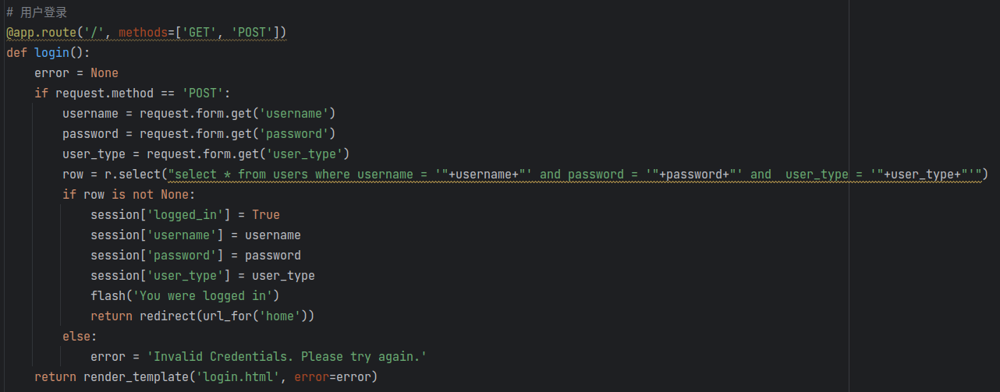 # 用户登录
@app.route('/', methods=['GET', 'POST'])
def login():
    error = None
    if request.method == 'POST':
        username = request.form.get('username')
        password = request.form.get('password')
        user_type = request.form.get('user_type')
        row = r.select("select * from users where username = '"+username+"' and password = '"+password+"' and  user_type = '"+user_type+"'")
        if row is not None:
            session['logged_in'] = True
            session['username'] = username
            session['password'] = password
            session['user_type'] = user_type
            flash('You were logged in')
            return redirect(url_for('home'))
        else:
            error = 'Invalid Credentials. Please try again.'
    return render_template('login.html', error=error)